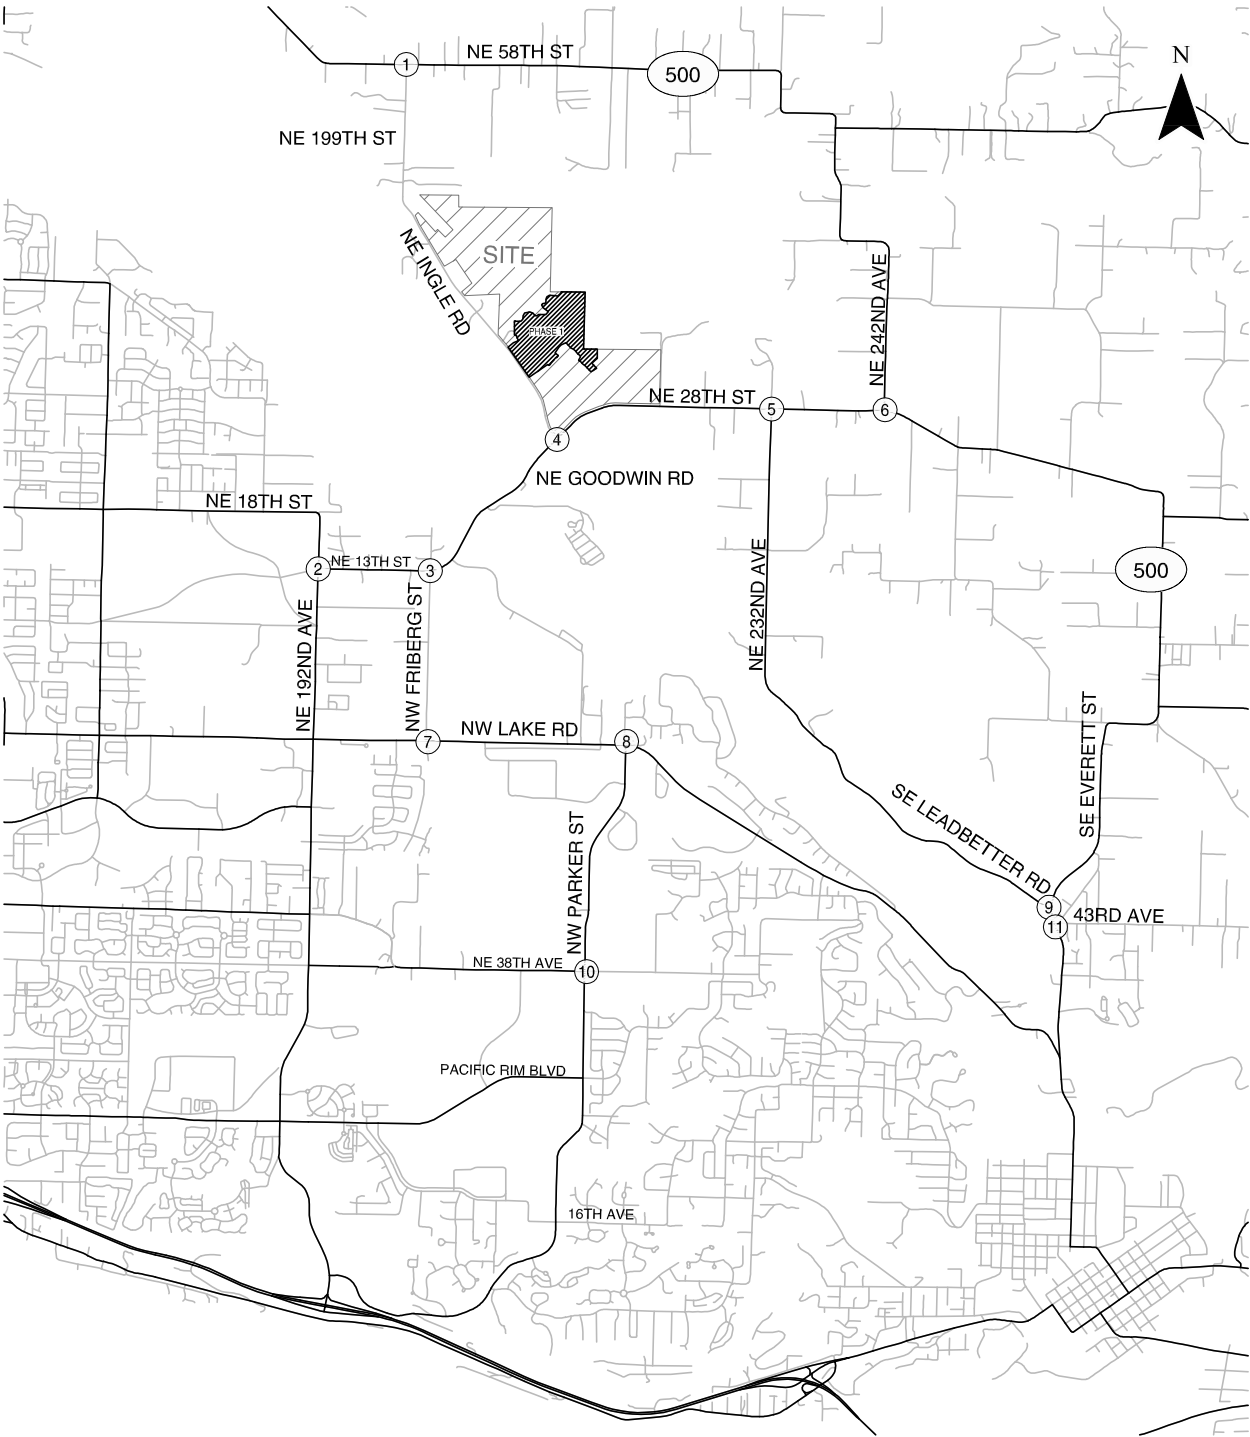 N
NE 58TH ST
1
500
NE 199TH ST
SITE
NE INGLE RD
NE 242ND AVE
PHASE 1
NE 28TH ST
5
6
4
NE GOODWIN RD
NE 18TH ST
NE 13TH ST
2
3
500
NE 232ND AVE
NE 192ND AVE
NW FRIBERG ST
SE EVERETT ST
NW LAKE RD
7
8
SE LEADBETTER RD
NW PARKER ST
9
43RD AVE
11
NE 38TH AVE
10
PACIFIC RIM BLVD
16TH AVE